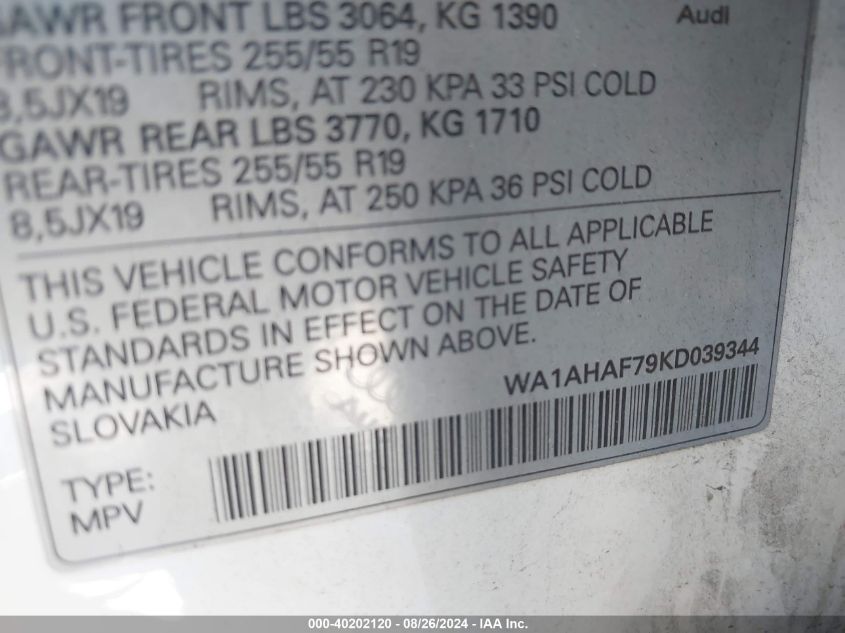 GAWR FRONT LBS 3064, KG 1390 Audi
FRONT-TIRES 255/55 R19
8,5JX19 RIMS, AT 230 KPA 33 PSI COLD
GAWR REAR LBS 3770, KG 1710
REAR-TIRES 255/55 R19
8,5JX19 RIMS, AT 250 KPA 36 PSI COLD
THIS VEHICLE CONFORMS TO ALL APPLICABLE
U.S. FEDERAL MOTOR VEHICLE SAFETY
STANDARDS IN EFFECT ON THE DATE OF
MANUFACTURE SHOWN ABOVE.
SLOVAKIA WA1AHAF79KD039344
TYPE:
MPV
000-40202120 - 08/26/2024 - IAA Inc.